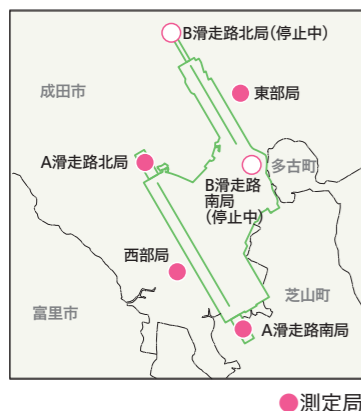 B滑走路北局(停止中)
成田市
東部局
A滑走路北局
多古町
B滑走路
南局
(停止中)
西部局
芝山町
富里市
A滑走路南局
測定局